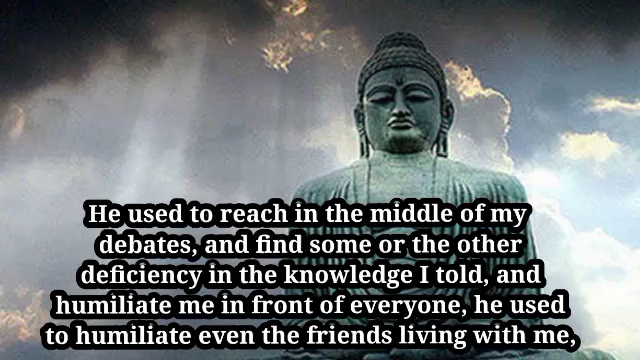 He used to reach in the middle of my
debates, and find some or the other
deficiency in the knowledge I told, and
humiliate me in front of everyone, he used
to humiliate even the friends living with me,